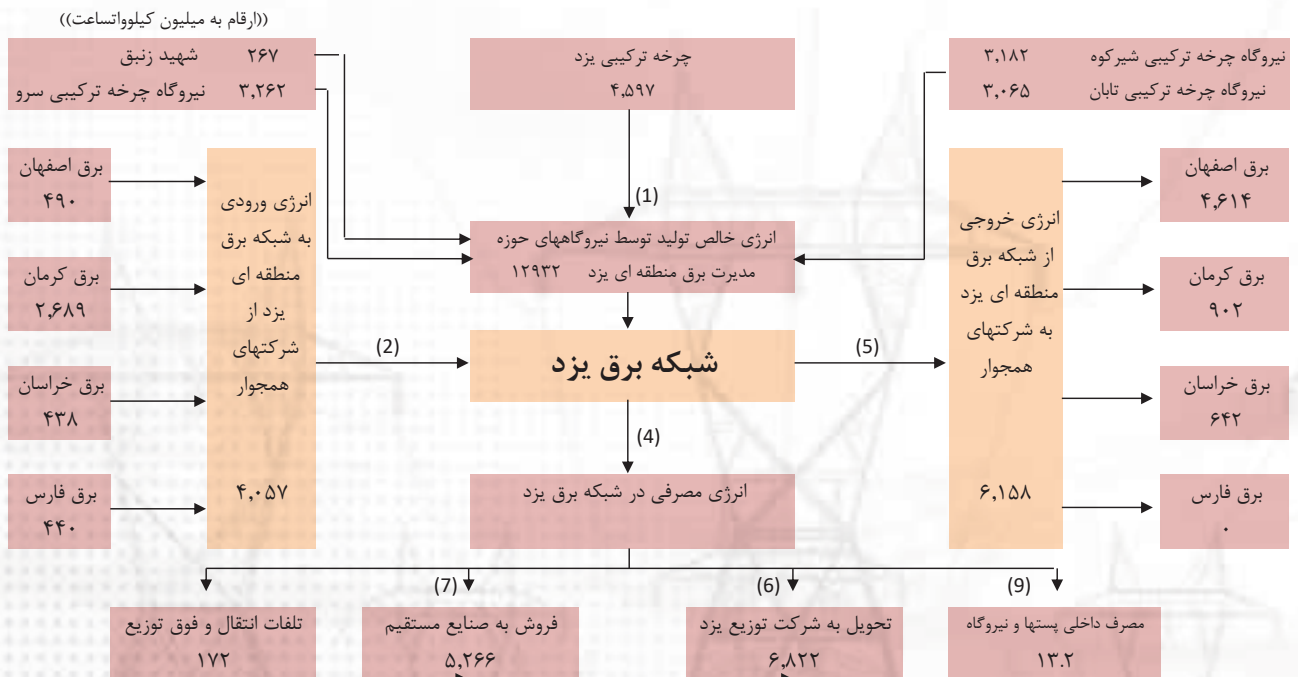 ((ارقام به میلیون کیلوواتساعت))
نیروگاه چرخه ترکیبی شیرکوه ۳,۱۸۲
نیروگاه چرخه ترکیبی تابان ۳,۰۶۵
چرخه ترکیبی یزد
۴,۵۹۷
۲۶۷ شهید زنبق
۳,۲۶۲ نیروگاه چرخه ترکیبی سرو
(1)
انرژی خالص تولید توسط نیروگاههای حوزه
مدیرت برق منطقه ای یزد ۱۲۹۳۲
برق اصفهان
۴,۶۱۴
برق کرمان
۹۰۲
برق خراسان
۶۴۲
برق فارس
۰
انرژی خروجی
از شبکه برق
منطقه ای یزد
به شرکتهای
همجوار
۶,۱۵۸
(5)
شبکه برق یزد
(2)
(4)
انرژی مصرفی در شبکه برق یزد
انرژی ورودی
به شبکه برق
منطقه ای
یزد از
شرکتهای
همجوار
۴,۰۵۷
برق اصفهان
۴۹۰
برق کرمان
۲,۶۸۹
برق خراسان
۴۳۸
برق فارس
۴۴۰
(9)
مصرف داخلی پستها و نیروگاه
۱۳.۲
(6)
تحویل به شرکت توزیع یزد
۶,۸۲۲
(7)
فروش به صنایع مستقیم
۵,۲۶۶
تلفات انتقال و فوق توزیع
۱۷۲